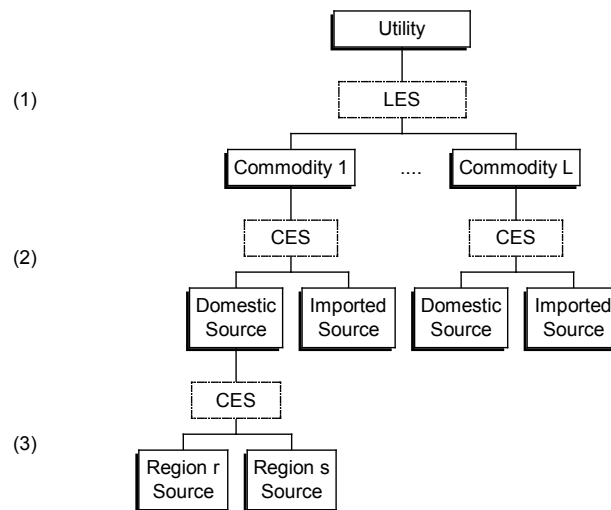 Utility
(1)
LES
Commodity 1
....
Commodity L
CES
CES
(2)
Domestic
Source
Imported
Source
Domestic
Source
Imported
Source
CES
(3)
Region r
Source
Region s
Source